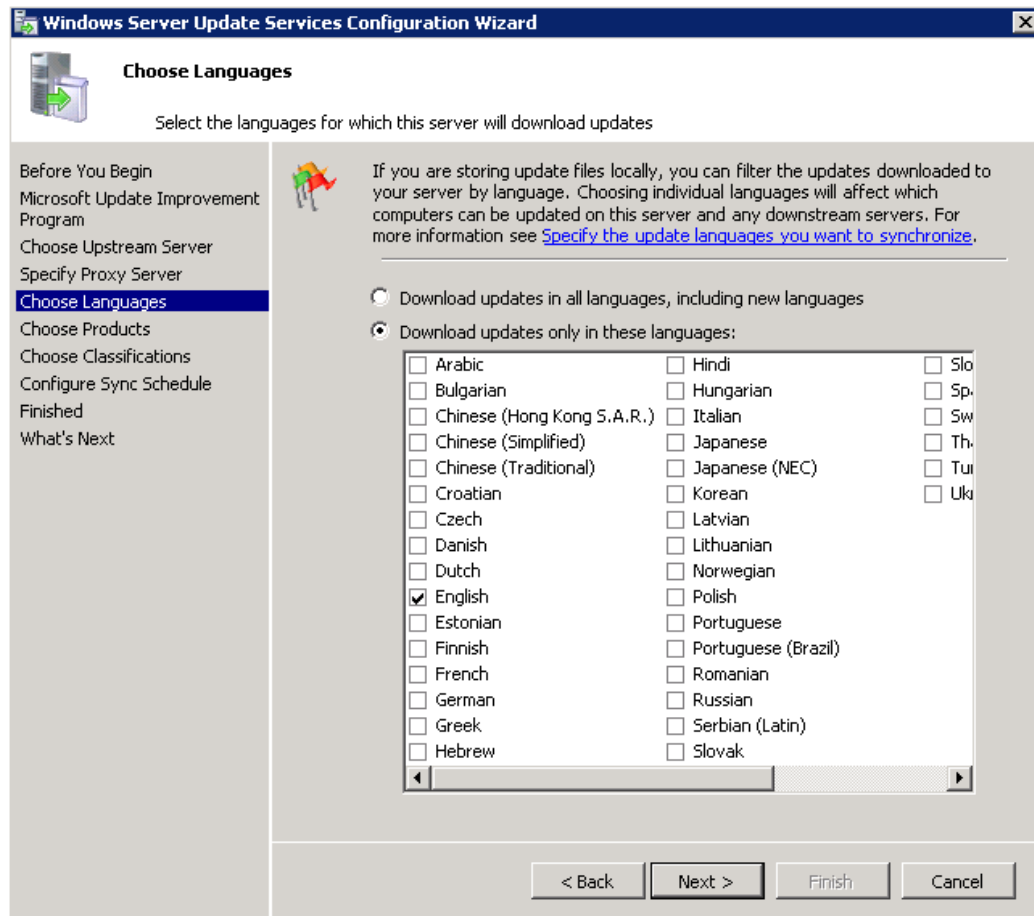 Windows Server Update Services Configuration Wizard
Choose Languages
Select the languages for which this server will download updates
Before You Begin
Microsoft Update Improvement
Program
Choose Upstream Server
Specify Proxy Server
Choose Languages
Choose Products
Choose Classifications
Configure Sync Schedule
Finished
What's Next
If you are storing update files locally, you can filter the updates downloaded to
your server by language. Choosing individual languages will affect which
computers can be updated on this server and any downstream servers. For
more information see Specify the update languages you want to synchronize.
Download updates in all languages, including new languages
Download updates only in these languages:
Arabic
Bulgarian
Chinese (Hong Kong S.A.R.)
Chinese (Simplified)
Chinese (Traditional)
Croatian
Czech
Danish
Dutch
English
Estonian
Finnish
French
German
Greek
Hebrew
Hindi
Hungarian
Italian
Japanese
Japanese (NEC)
Korean
Latvian
Lithuanian
Norwegian
Polish
Portuguese
Portuguese (Brazil)
Romanian
Russian
Serbian (Latin)
Slovak
Slo
Sp
Sw
Th
Tu
Uk
< Back
Next >
Finish
Cancel